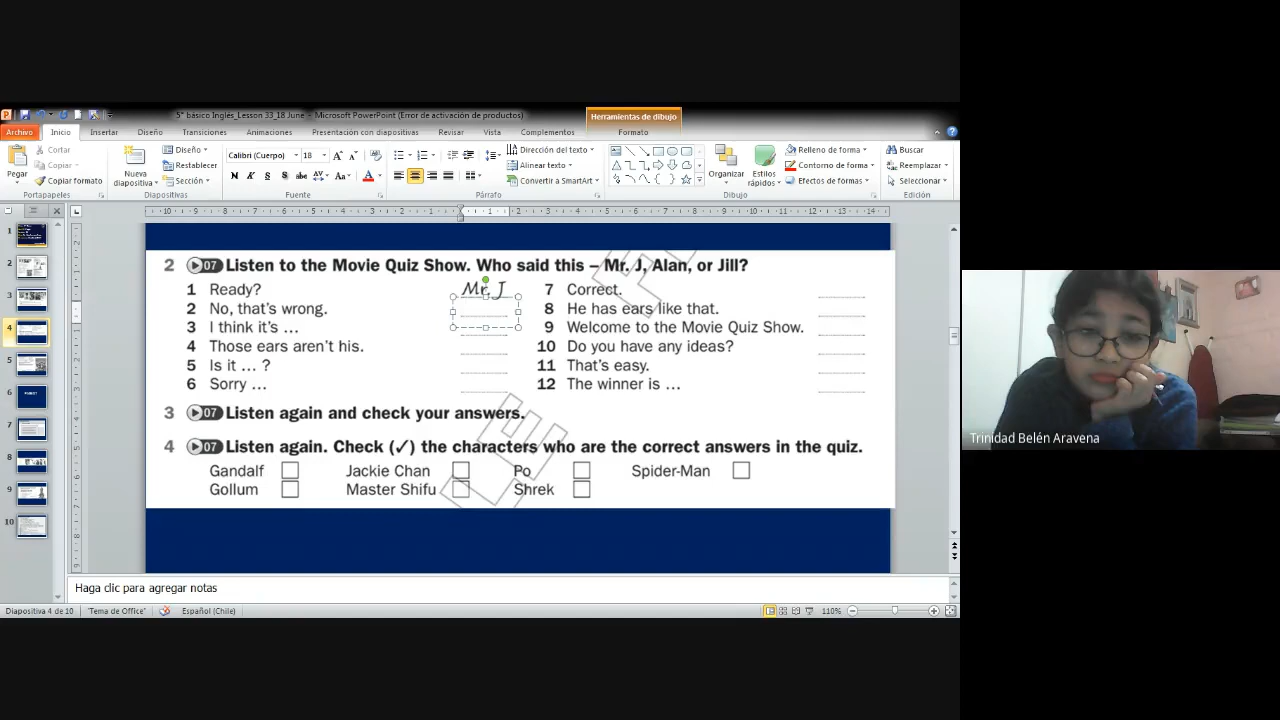 5° básico Inglés_Lesson 33_18 June - Microsoft PowerPoint (Error de activación de productos)
Herramientas de dibujo
Archivo Inicio Insertar Diseño Transiciones Animaciones Presentación con diapositivas Revisar Vista Complementos Formato
Pegar
Cortar
Copiar
Copiar formato
Portapapeles
Nueva diapositiva
Diseño
Restablecer
Sección
Diapositivas
Calibri (Cuerpo) 18
N K S S abc AV Aa A
Fuente
Dirección del texto
Alinear texto
Convertir a SmartArt
Párrafo
Organizar
Estilos rápidos
Relleno de forma
Contorno de forma
Efectos de formas
Dibujo
Buscar
Reemplazar
Seleccionar
Edición
2 07 Listen to the Movie Quiz Show. Who said this – Mr. J, Alan, or Jill?
1 Ready? Mr. J
2 No, that's wrong.
3 I think it's ...
4 Those ears aren't his.
5 Is it ... ?
6 Sorry ...
7 Correct.
8 He has ears like that.
9 Welcome to the Movie Quiz Show.
10 Do you have any ideas?
11 That's easy.
12 The winner is ...
3 07 Listen again and check your answers.
4 07 Listen again. Check (✓) the characters who are the correct answers in the quiz.
Gandalf Jackie Chan Po Spider-Man
Gollum Master Shifu Shrek
Haga clic para agregar notas
Diapositiva 4 de 10 "Tema de Office" Español (Chile) 110%
Trinidad Belén Aravena